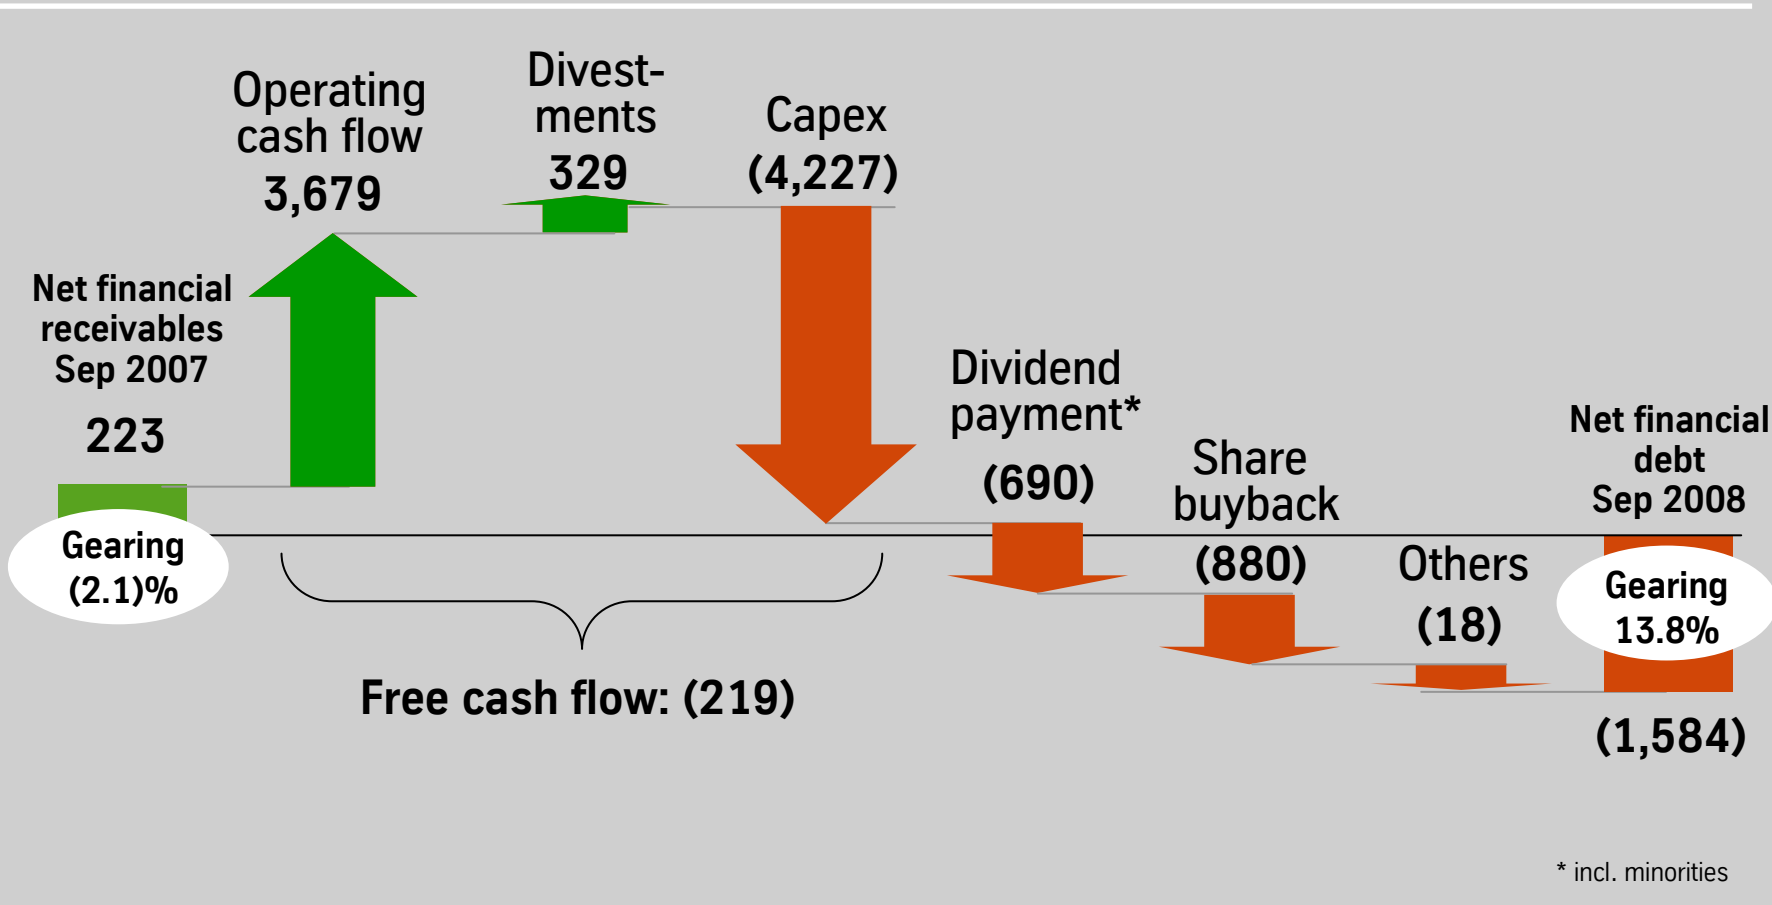 Net financial
receivables
Sep 2007
223
Gearing
(2.1)%
Operating
cash flow
3,679
Divest-
ments
329
Capex
(4,227)
Free cash flow: (219)
Dividend
payment*
(690)
Share
buyback
(880)
Others
(18)
Net financial
debt
Sep 2008
Gearing
13.8%
(1,584)
* incl. minorities